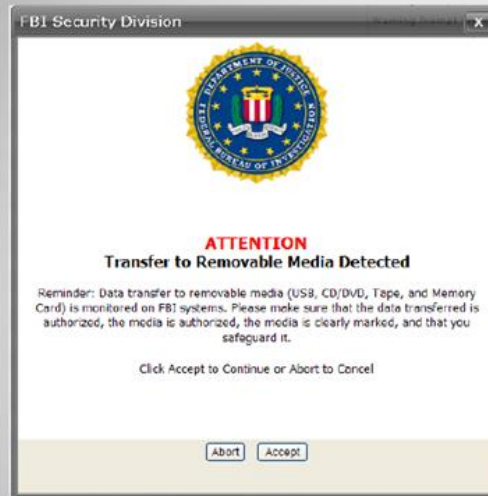 FBI Security Division
X
DEPARTMENT OF JUSTICE
FEDERAL BUREAU OF INVESTIGATION
ATTENTION
Transfer to Removable Media Detected
Reminder: Data transfer to removable media (USB, CD/DVD, Tape, and Memory
Card) is monitored on FBI systems. Please make sure that the data transferred is
authorized, the media is authorized, the media is clearly marked, and that you
safeguard it.
Click Accept to Continue or Abort to Cancel
Abort Accept